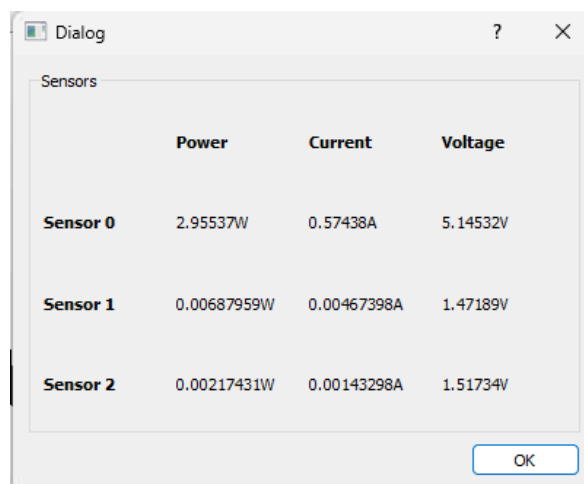 Dialog ?
Sensors
Power Current Voltage
Sensor 0 2.95537W 0.57438A 5.14532V
Sensor 1 0.00687959W 0.00467398A 1.47189V
Sensor 2 0.00217431W 0.00143298A 1.51734V
OK